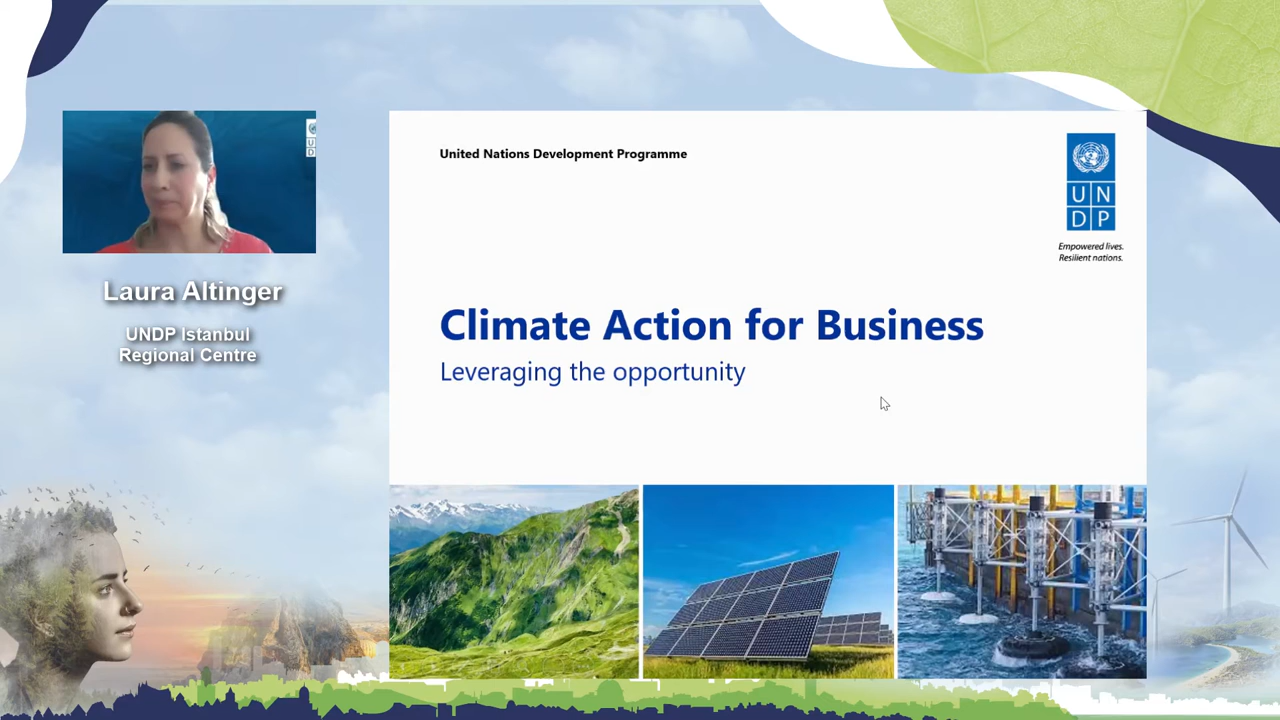 United Nations Development Programme
U N
D P
Empowered lives.
Resilient nations.
U
D
Laura Altinger
UNDP Istanbul
Regional Centre
Climate Action for Business
Leveraging the opportunity